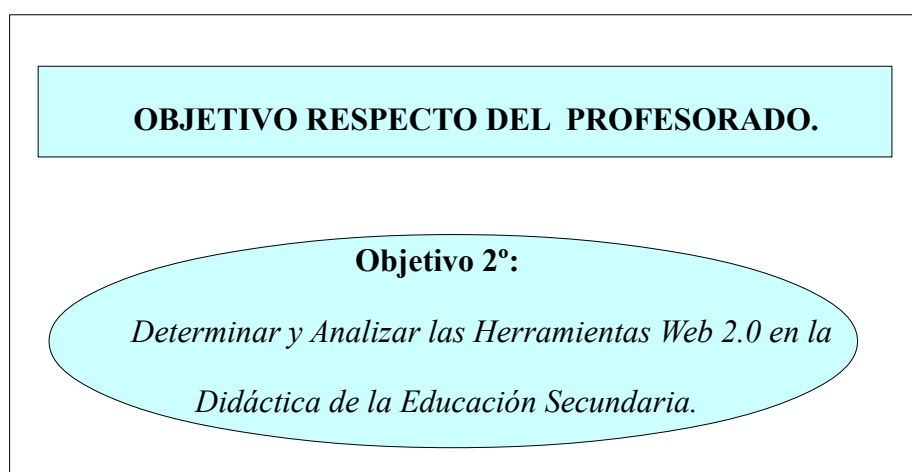 OBJETIVO RESPECTO DEL PROFESORADO.
Objetivo 2º:
Determinar y Analizar las Herramientas Web 2.0 en la
Didáctica de la Educación Secundaria.